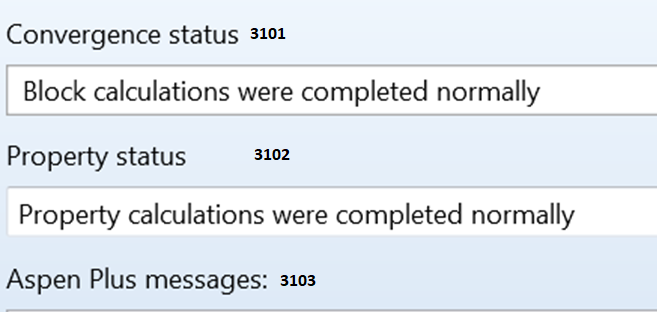 Convergence status 3101
Block calculations were completed normally
Property status 3102
Property calculations were completed normally
Aspen Plus messages: 3103